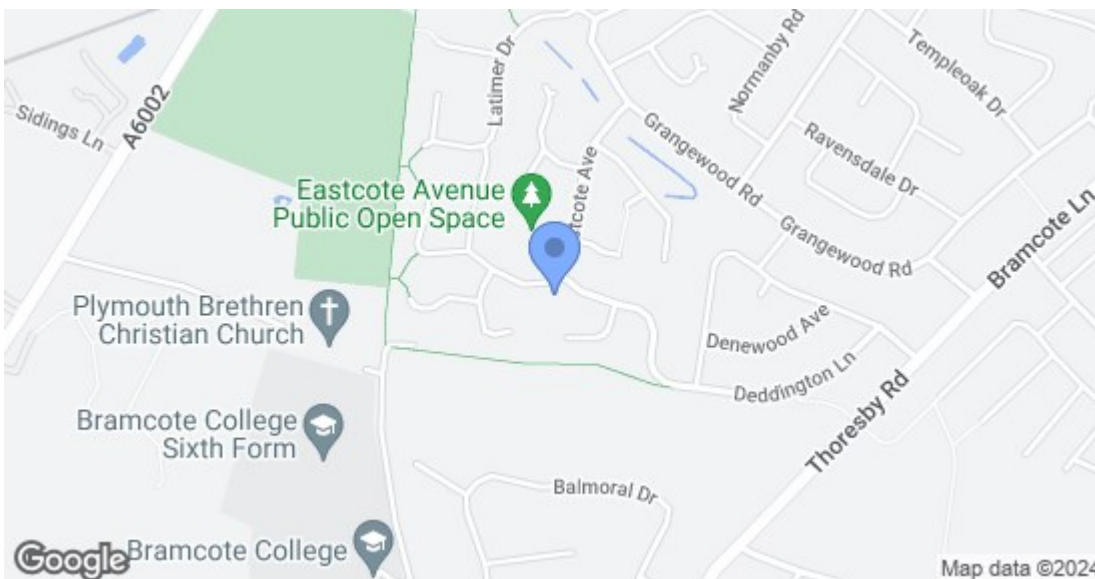 Sidings Ln
A6002
Latimer Dr
Normanby Rd
Templeoak Dr
Grangewood Rd
Ravensdale Dr
Eastcote Avenue
Public Open Space
stcote Ave
Grangewood Rd
Bramcote Ln
Plymouth Brethren
Christian Church
Denewood Ave
Deddington Ln
Thoresby Rd
Bramcote College
Sixth Form
Balmoral Dr
Bramcote College
Google
Map data ©2024